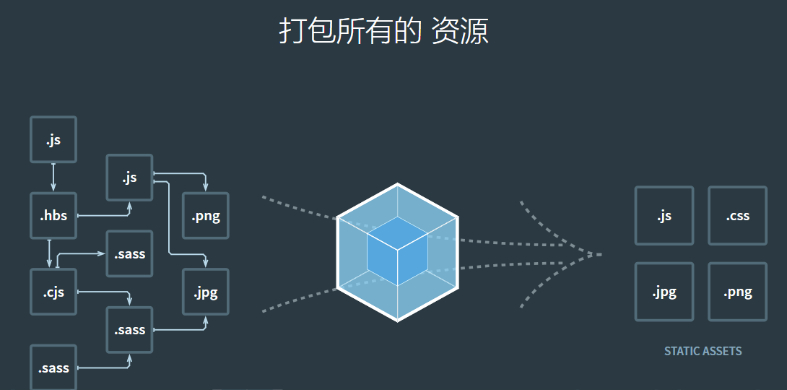 打包所有的 资源
.js
.js
.hbs
.png
.sass
.cjs
.jpg
.sass
.sass
.js
.css
.jpg
.png
STATIC ASSETS